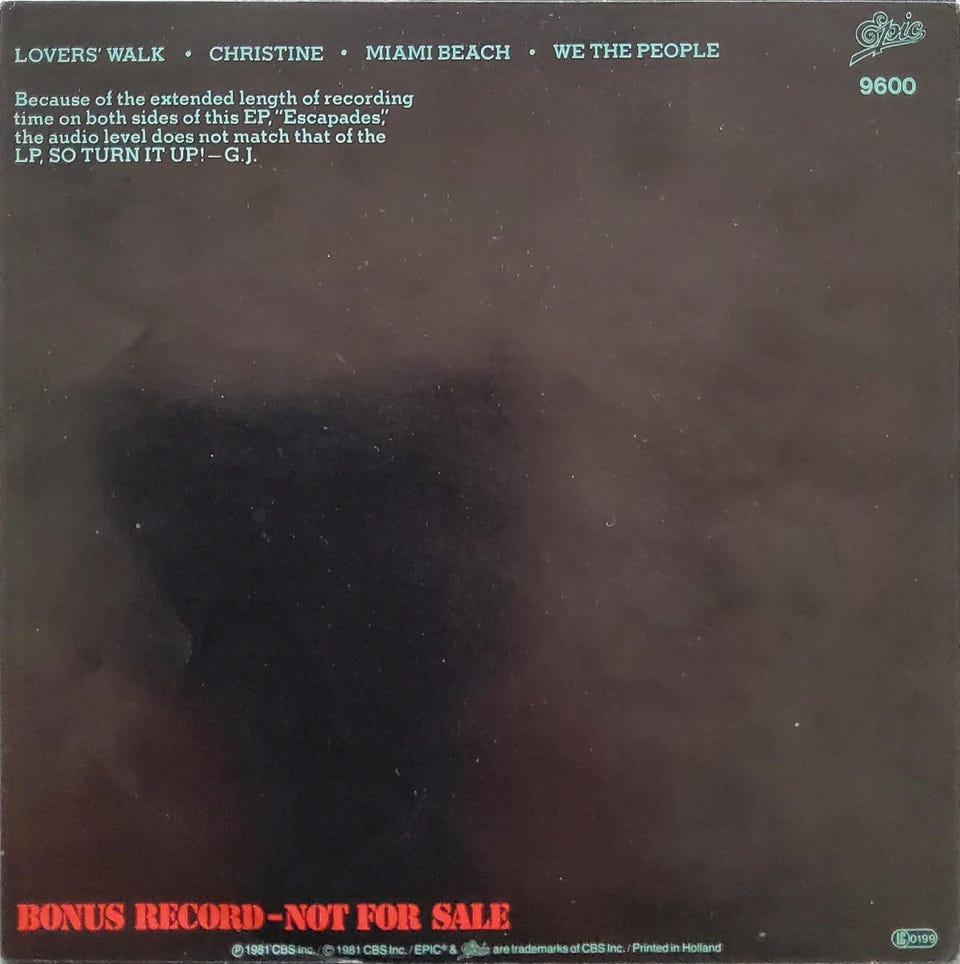 LOVERS' WALK • CHRISTINE • MIAMI BEACH • WE THE PEOPLE
Epic
9600
Because of the extended length of recording
time on both sides of this EP, "Escapades,"
the audio level does not match that of the
LP, SO TURN IT UP! — G.J.
BONUS RECORD-NOT FOR SALE
℗ 1981 CBS Inc. / © 1981 CBS Inc. / EPIC® & Epic are trademarks of CBS Inc. / Printed in Holland
LC 0199